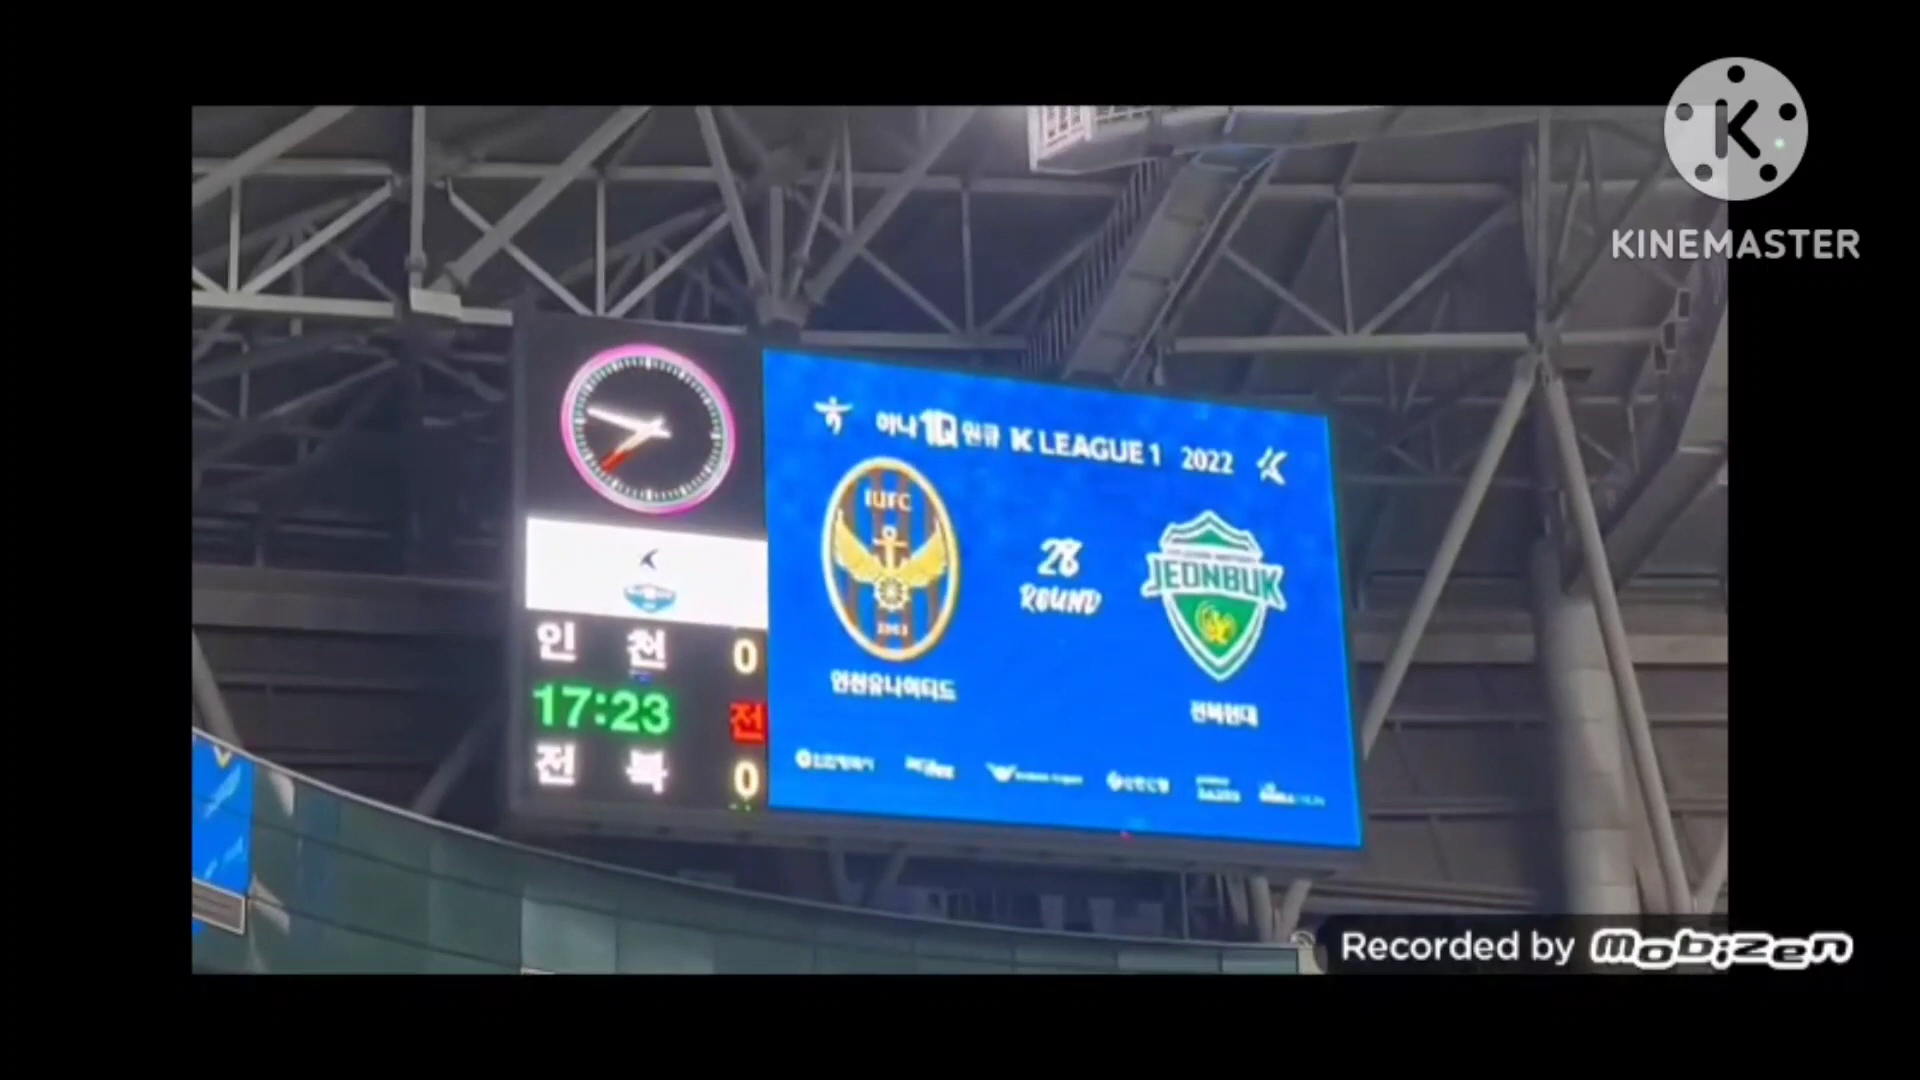 KINEMASTER
하나1Q원큐 K LEAGUE 1 2022
IUFC
28
ROUND
JEONBUK
인천유나이티드
전북현대
인 천 0
17:23 전
전 북 0
Recorded by mobizen